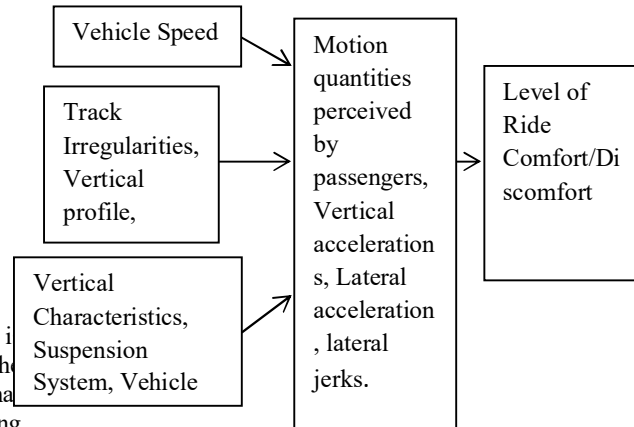 Vehicle Speed
Track
Irregularities,
Vertical
profile,
Vertical
Characteristics,
Suspension
System, Vehicle
Motion
quantities
perceived
by
passengers,
Vertical
acceleration
s, Lateral
acceleration
, lateral
jerks.
Level of
Ride
Comfort/Di
scomfort